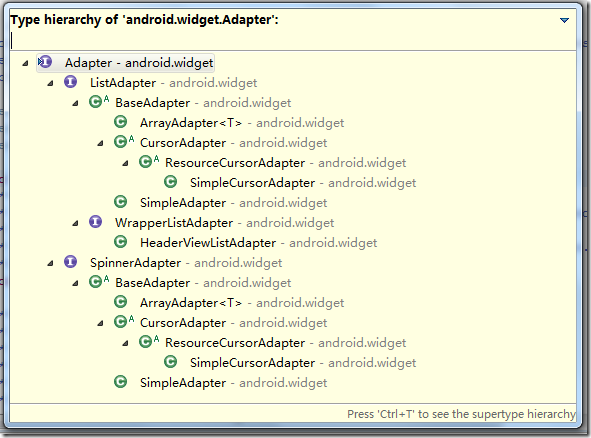 Type hierarchy of 'android.widget.Adapter':
Adapter - android.widget
ListAdapter - android.widget
BaseAdapter - android.widget
ArrayAdapter<T> - android.widget
CursorAdapter - android.widget
ResourceCursorAdapter - android.widget
SimpleCursorAdapter - android.widget
SimpleAdapter - android.widget
WrapperListAdapter - android.widget
HeaderViewListAdapter - android.widget
SpinnerAdapter - android.widget
BaseAdapter - android.widget
ArrayAdapter<T> - android.widget
CursorAdapter - android.widget
ResourceCursorAdapter - android.widget
SimpleCursorAdapter - android.widget
SimpleAdapter - android.widget
Press 'Ctrl+T' to see the supertype hierarchy